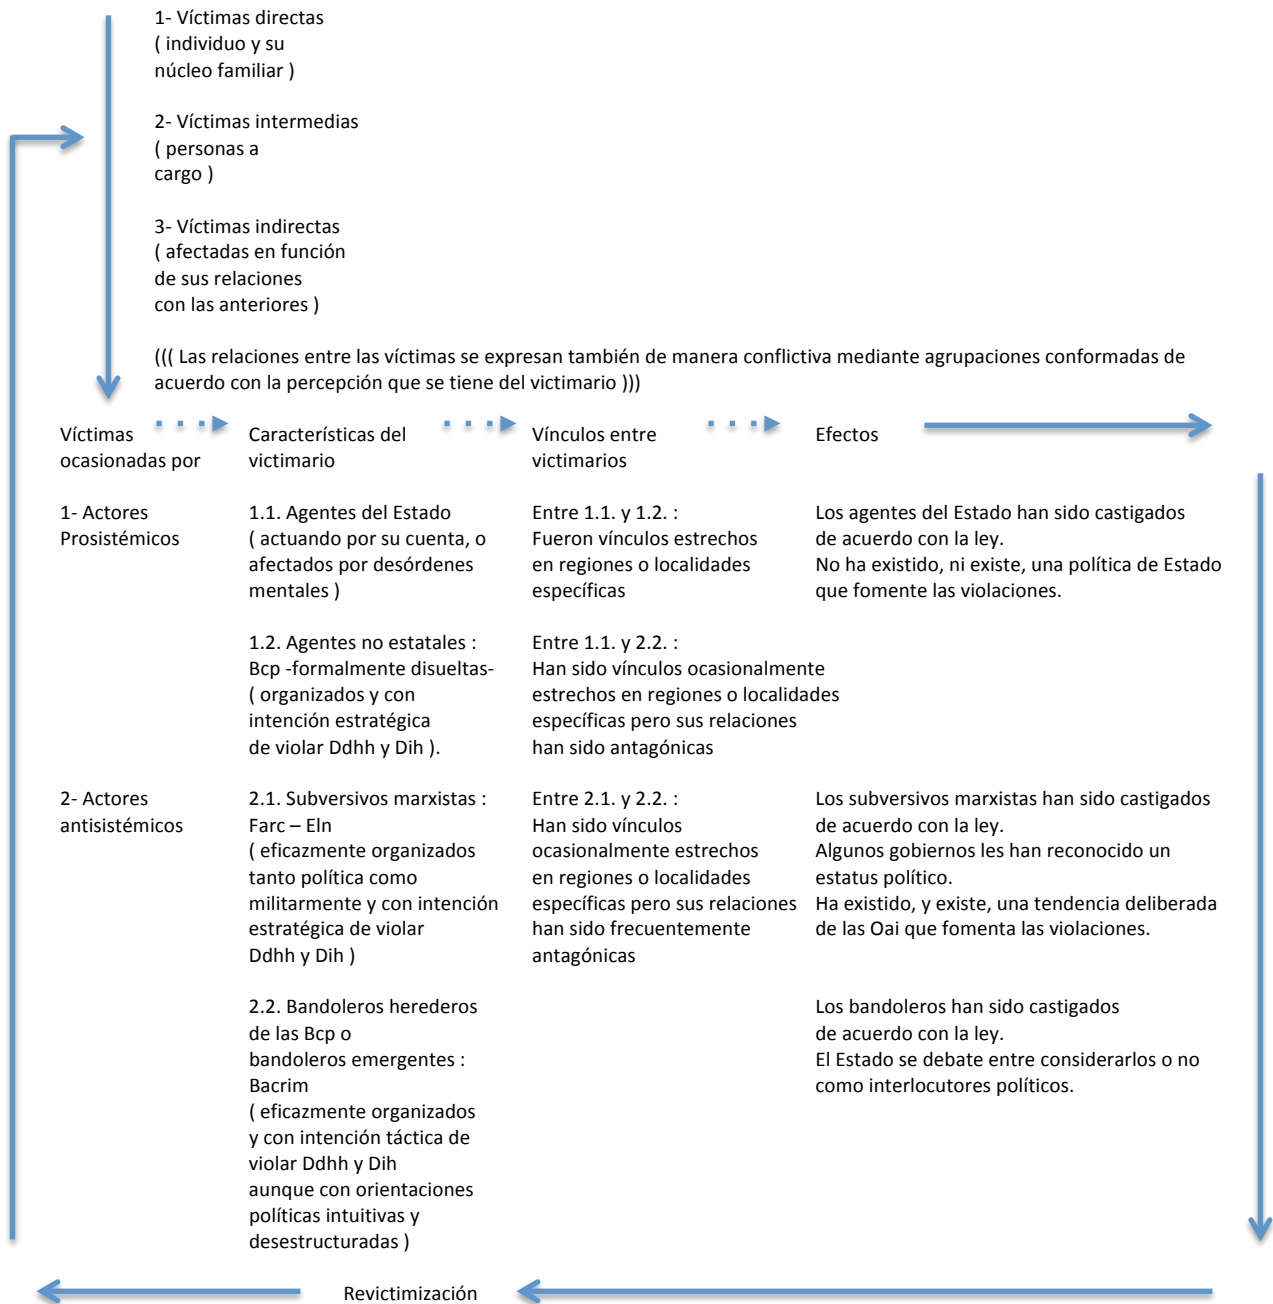 1- Víctimas directas
( individuo y su
núcleo familiar )
2- Víctimas intermedias
( personas a
cargo )
3- Víctimas indirectas
( afectadas en función
de sus relaciones
con las anteriores )
((( Las relaciones entre las víctimas se expresan también de manera conflictiva mediante agrupaciones conformadas de
acuerdo con la percepción que se tiene del victimario )))
Víctimas
ocasionadas por
Características del
victimario
Vínculos entre
victimarios
Efectos
1- Actores
Prosistémicos
1.1. Agentes del Estado
( actuando por su cuenta, o
afectados por desórdenes
mentales )
Entre 1.1. y 1.2. :
Fueron vínculos estrechos
en regiones o localidades
específicas
Los agentes del Estado han sido castigados
de acuerdo con la ley.
No ha existido, ni existe, una política de Estado
que fomente las violaciones.
1.2. Agentes no estatales :
Bcp -formalmente disueltas-
( organizados y con
intención estratégica
de violar Ddhh y Dih ).
Entre 1.1. y 2.2. :
Han sido vínculos ocasionalmente
estrechos en regiones o localidades
específicas pero sus relaciones
han sido antagónicas
2- Actores
antisistémicos
2.1. Subversivos marxistas :
Farc – Eln
( eficazmente organizados
tanto política como
militarmente y con intención
estratégica de violar
Ddhh y Dih )
Entre 2.1. y 2.2. :
Han sido vínculos
ocasionalmente estrechos
en regiones o localidades
específicas pero sus relaciones
han sido frecuentemente
antagónicas
Los subversivos marxistas han sido castigados
de acuerdo con la ley.
Algunos gobiernos les han reconocido un
estatus político.
Ha existido, y existe, una tendencia deliberada
de las Oai que fomenta las violaciones.
2.2. Bandoleros herederos
de las Bcp o
bandoleros emergentes :
Bacrim
( eficazmente organizados
y con intención táctica de
violar Ddhh y Dih
aunque con orientaciones
políticas intuitivas y
desestructuradas )
Los bandoleros han sido castigados
de acuerdo con la ley.
El Estado se debate entre considerarlos o no
como interlocutores políticos.
Revictimización